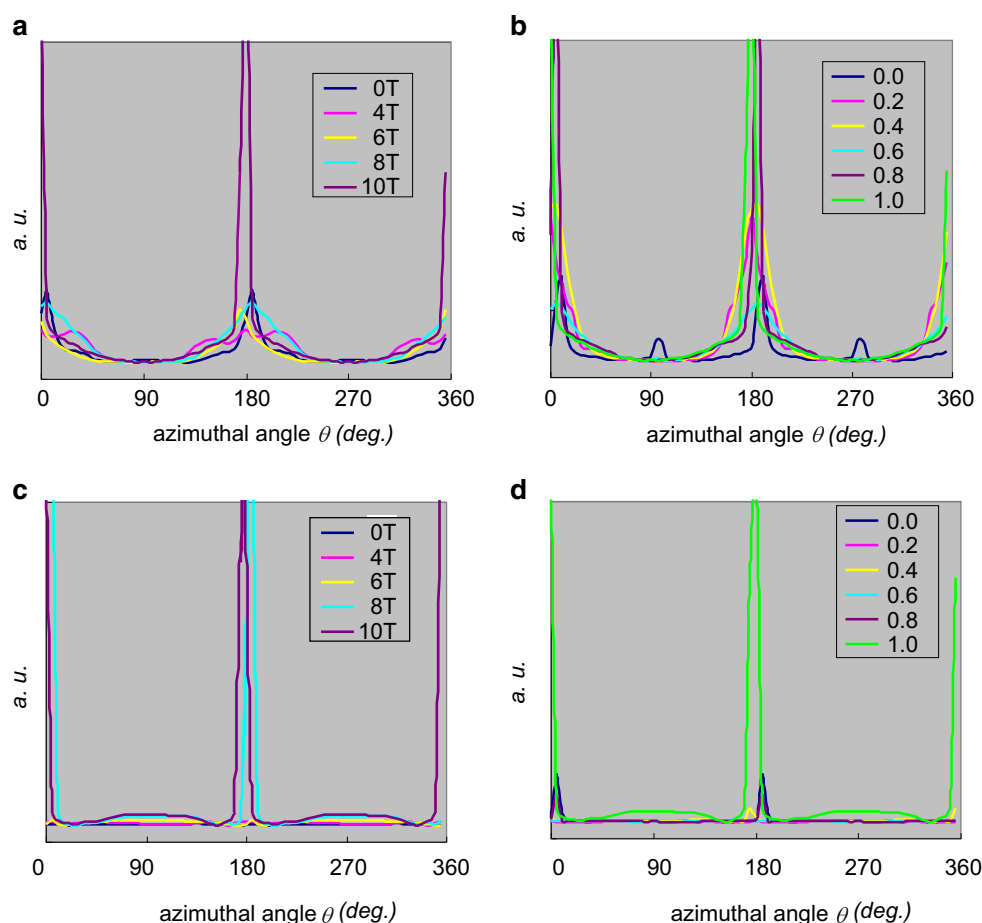 a
0T
4T
6T
8T
10T
a. u.
0 90 180 270 360
azimuthal angle θ (deg.)
b
0.0
0.2
0.4
0.6
0.8
1.0
a. u.
0 90 180 270 360
azimuthal angle θ (deg.)
c
0T
4T
6T
8T
10T
a. u.
0 90 180 270 360
azimuthal angle θ (deg.)
d
0.0
0.2
0.4
0.6
0.8
1.0
a. u.
0 90 180 270 360
azimuthal angle θ (deg.)